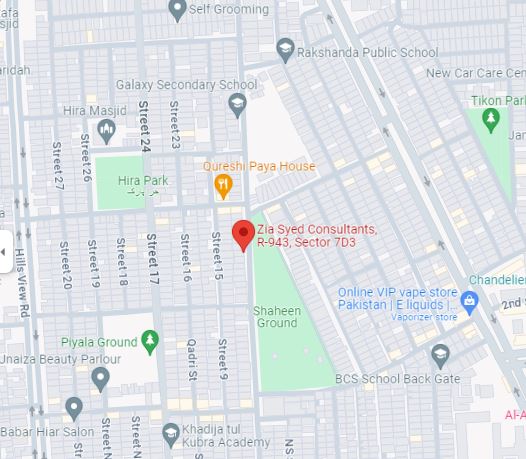 Self Grooming
Rakshanda Public School
Galaxy Secondary School
New Car Care Cen
Tikon Park
Hira Masjid
Street 24
Street 23
Street 26
Street 27
Qureshi Paya House
Hira Park
Zia Syed Consultants,
R-943, Sector 7D3
Hills View Rd
Street 20
Street 19
Street 18
Street 17
Street 16
Street 15
Chandelier
Online VIP vape store
Pakistan | E liquids |...
Vaporizer store
2nd
Shaheen
Ground
Piyala Ground
Unaiza Beauty Parlour
Qadri St
Street 9
BCS School Back Gate
Babar Hiar Salon
Khadija tul
Kubra Academy
Street N
NS
Al-A